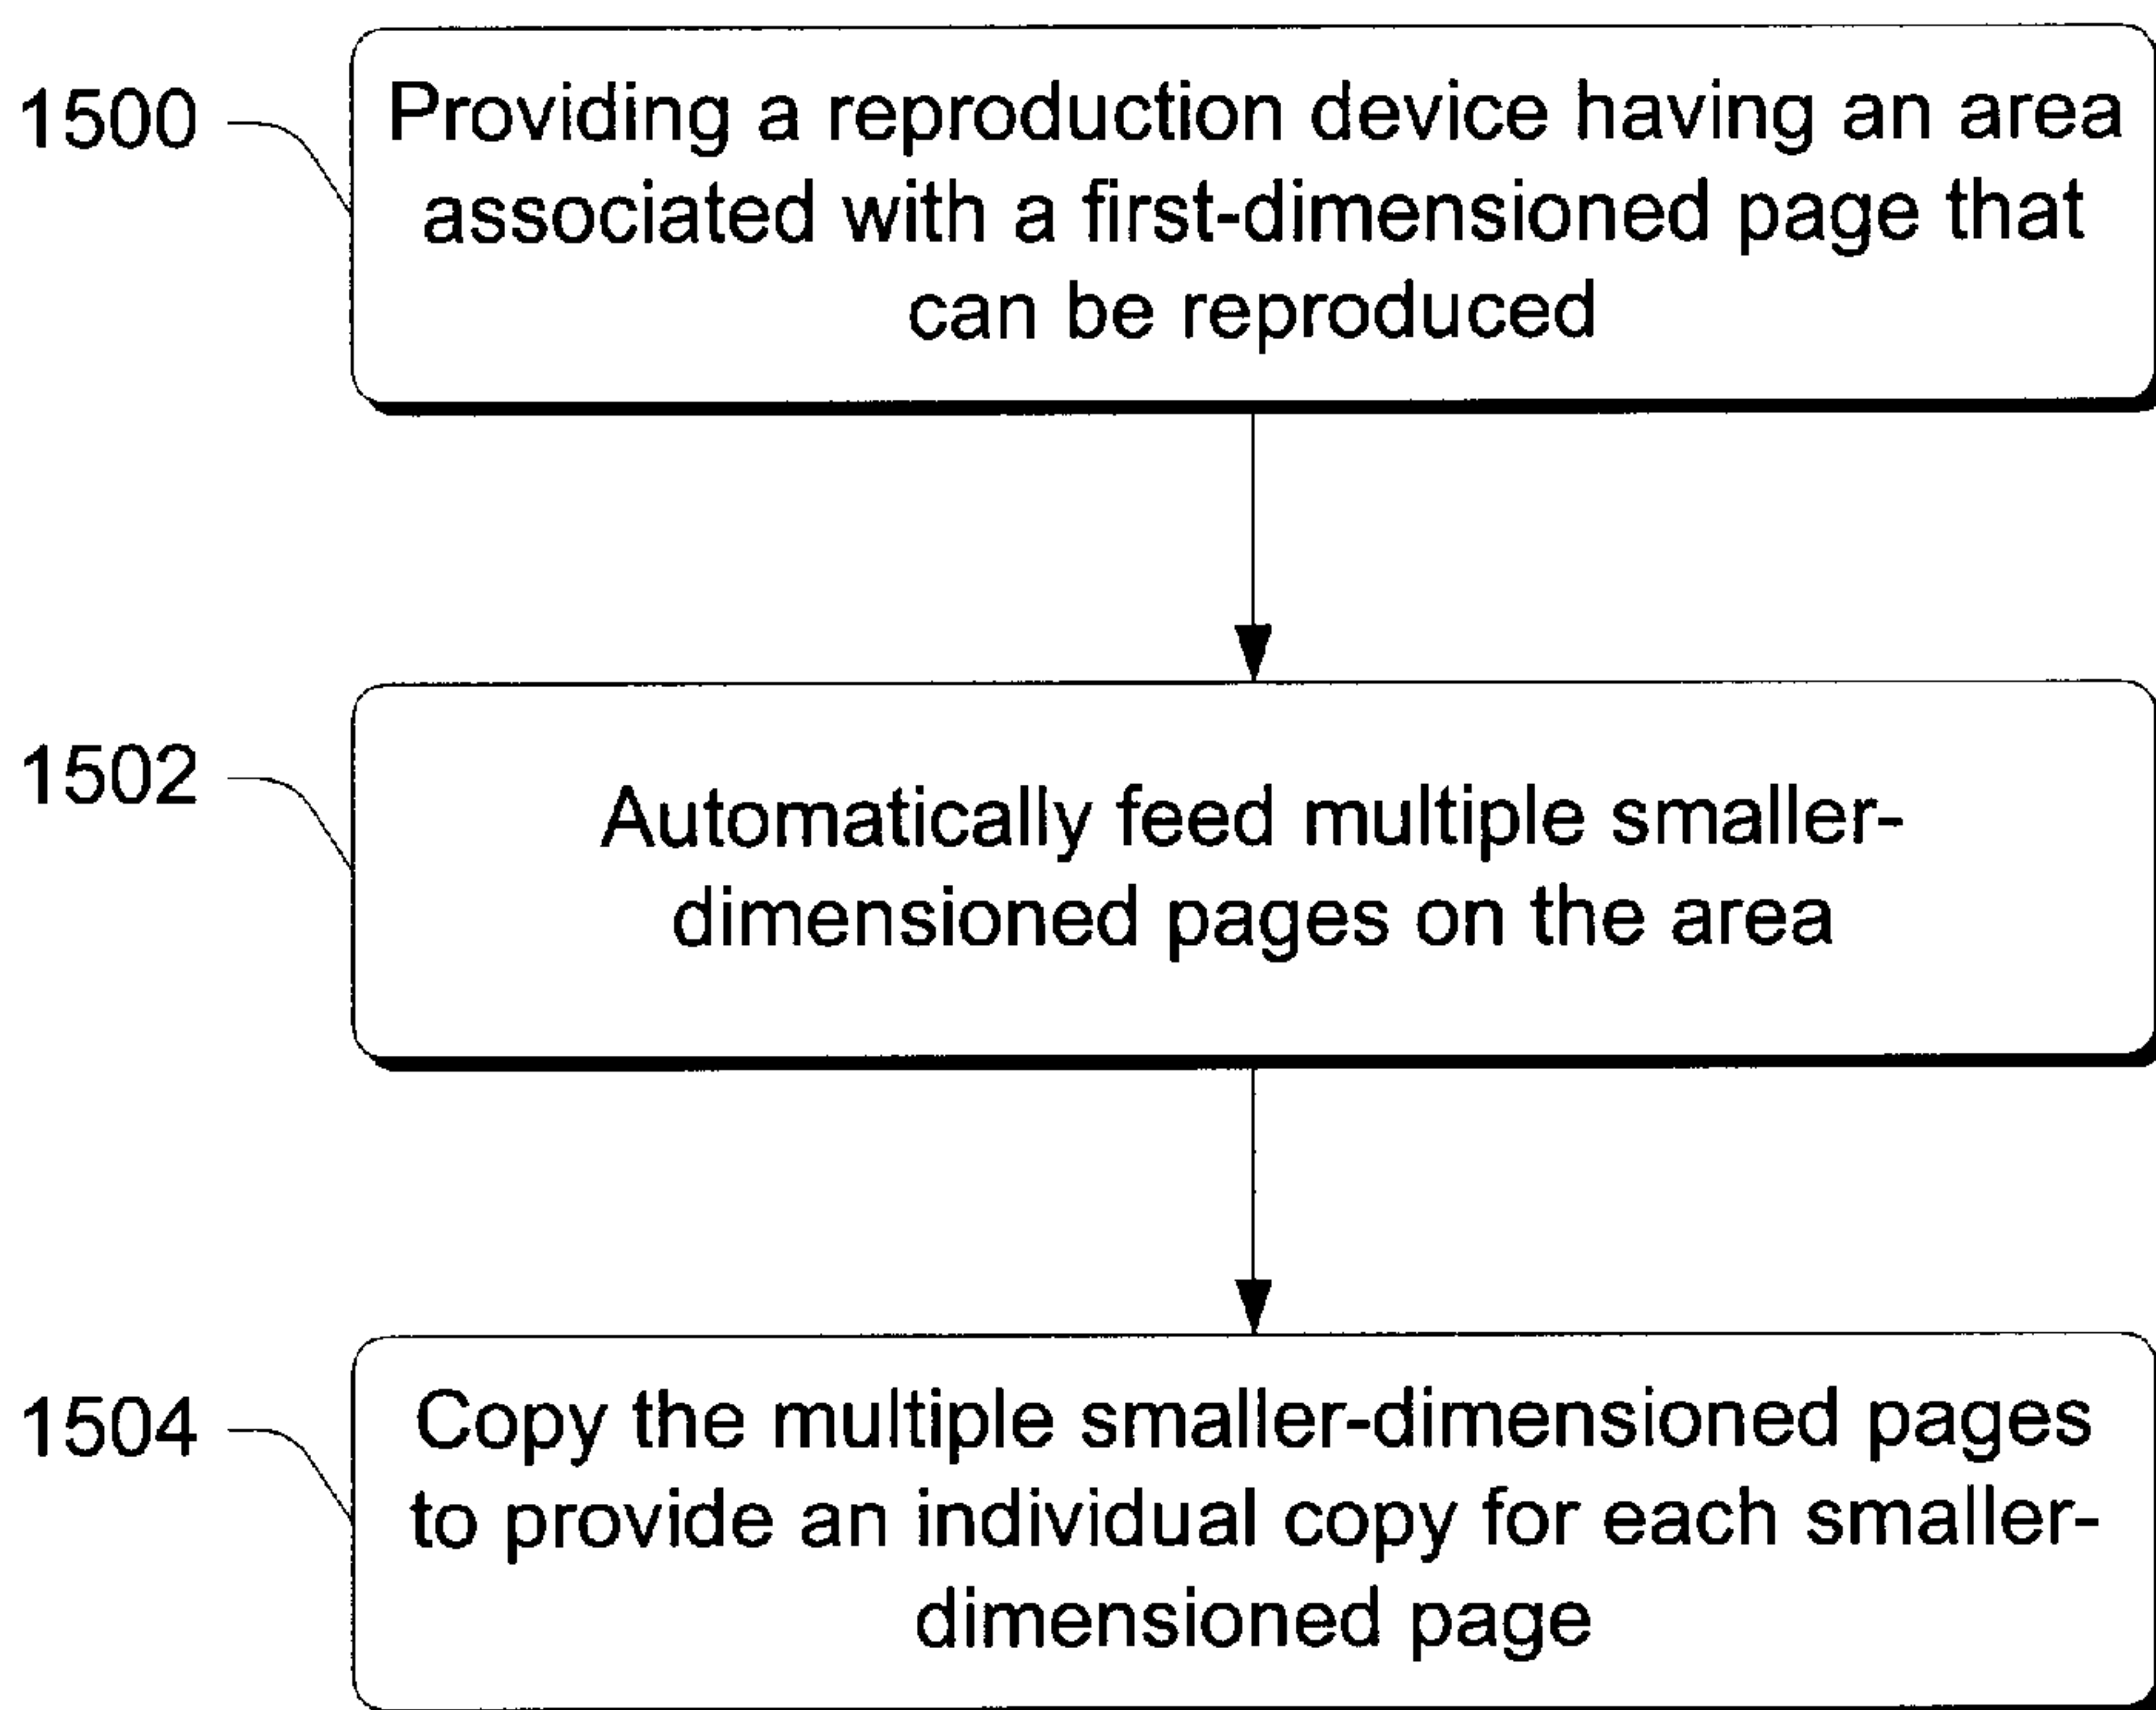 1500
Providing a reproduction device having an area
associated with a first-dimensioned page that
can be reproduced
1502
Automatically feed multiple smaller-
dimensioned pages on the area
1504
Copy the multiple smaller-dimensioned pages
to provide an individual copy for each smaller-
dimensioned page